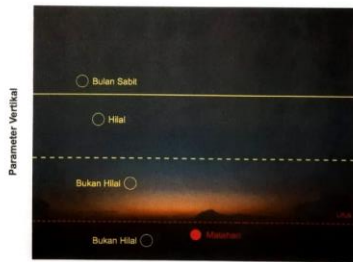 Parameter Vertikal
Bulan Sabit
Hilal
Bukan Hilal
Bukan Hilal
Matahari